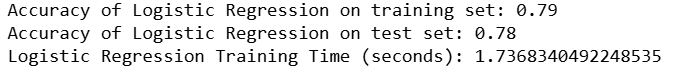 Accuracy of Logistic Regression on training set: 0.79
Accuracy of Logistic Regression on test set: 0.78
Logistic Regression Training Time (seconds): 1.7368340492248535